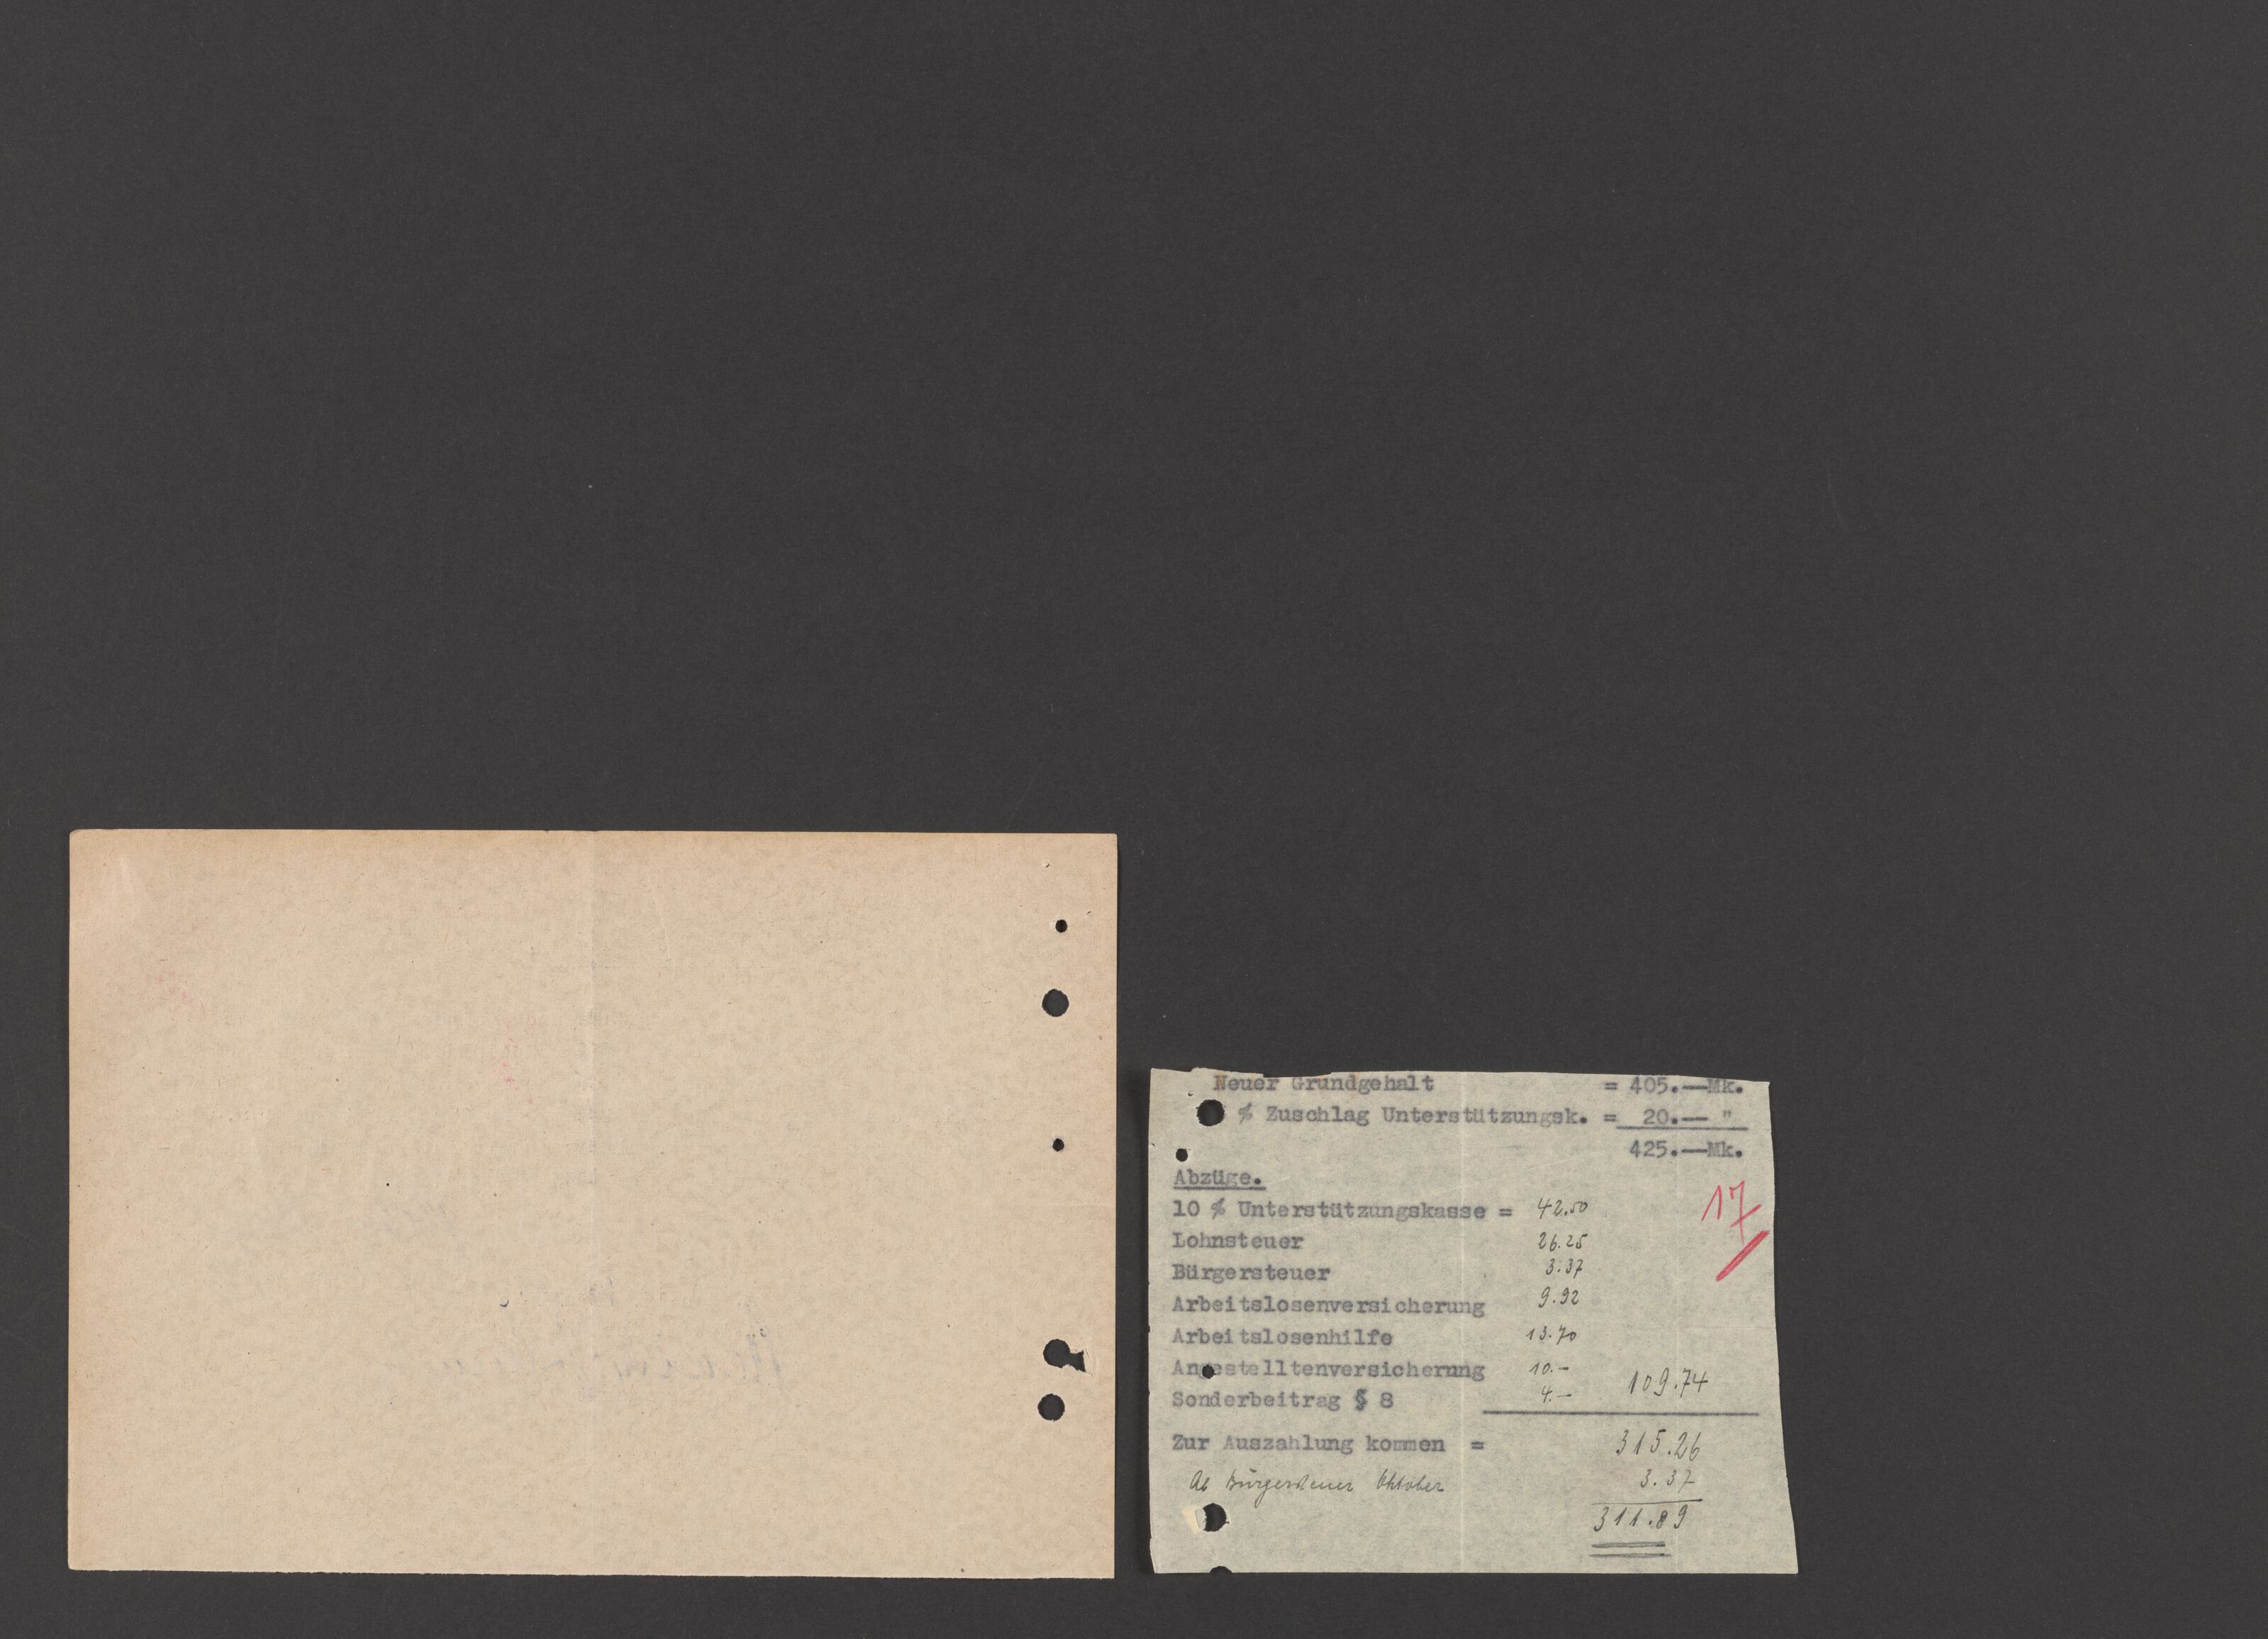 Neuer Grundgehalt = 405.—Mk.
% Zuschlag Unterstützungsk. = 20.— "
425.—Mk.
Abzüge.
17
10 % Unterstützungskasse = 42.50
Lohnsteuer 26.25
Bürgersteuer 3.37
Arbeitslosenversicherung 9.92
Arbeitslosenhilfe 13.70
Angestelltenversicherung 10.-
109.74
Sonderbeitrag § 8 4.-
Zur Auszahlung kommen = 315.26
Ab Bürgersteuer Oktober 3.37
311.89